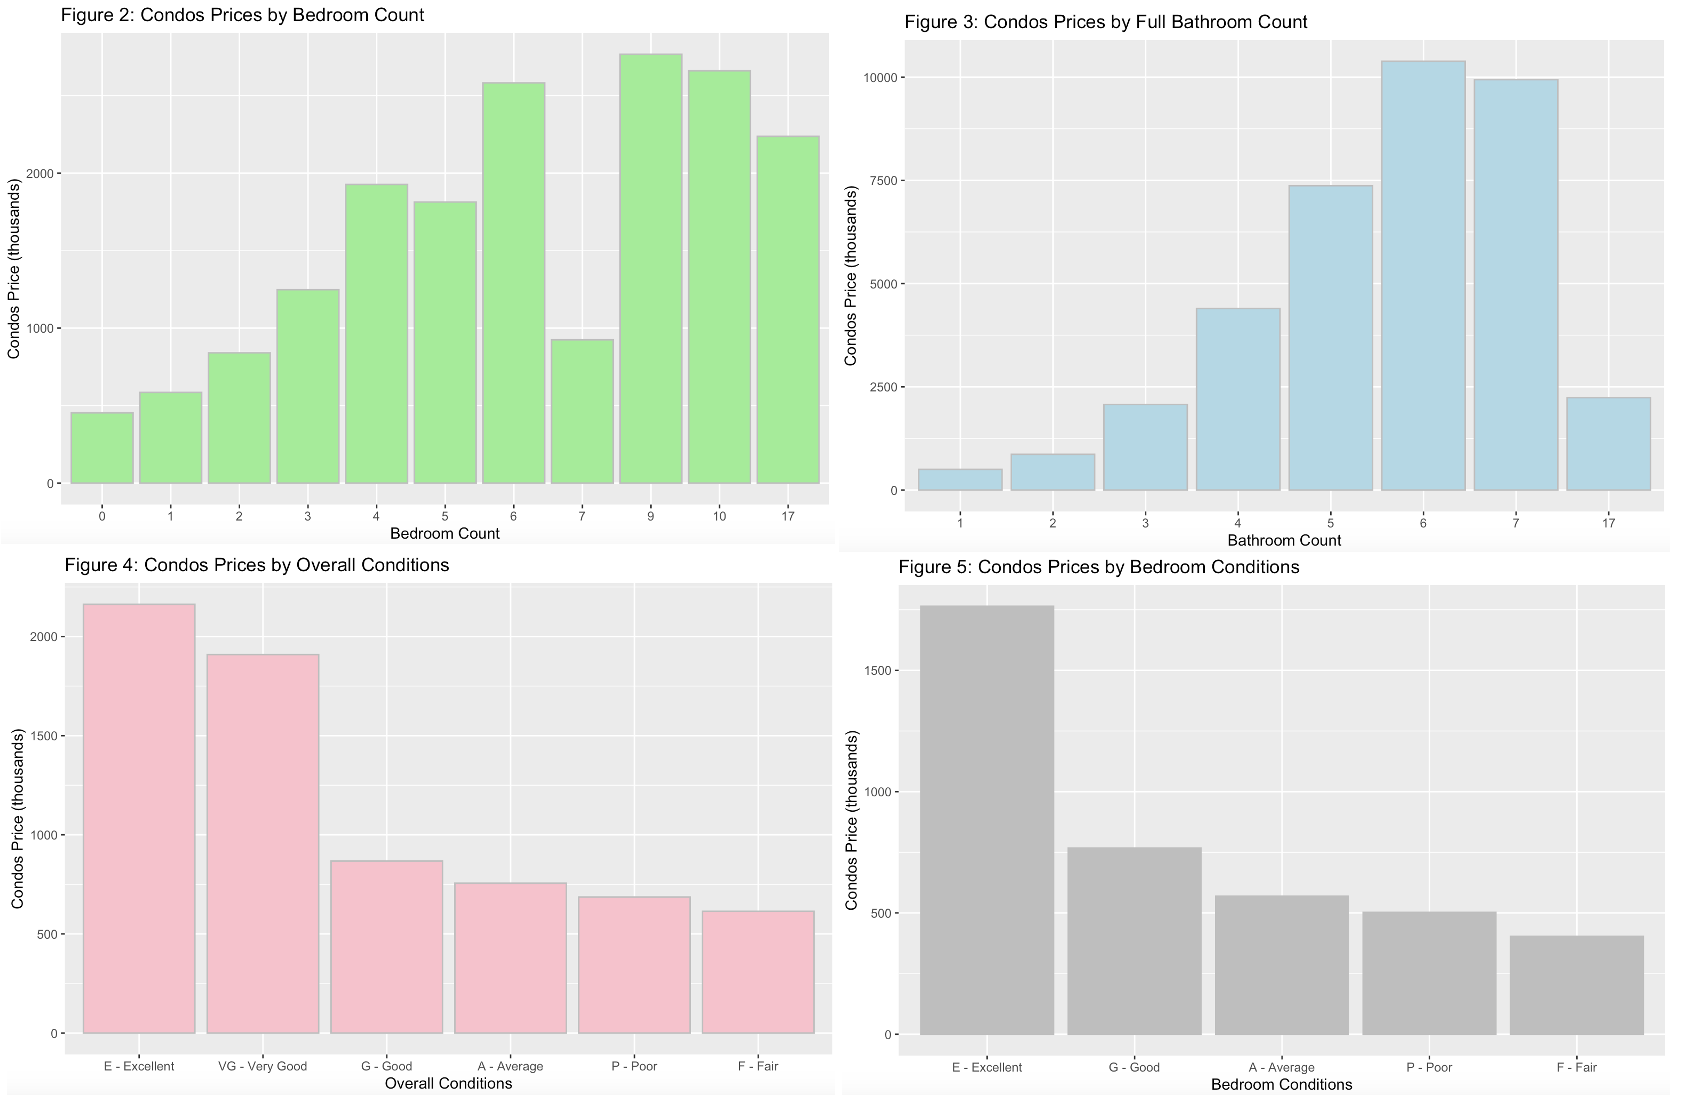 Figure 2: Condos Prices by Bedroom Count
Condos Price (thousands)
2000
1000
0
0 1 2 3 4 5 6 7 9 10 17
Bedroom Count
Figure 3: Condos Prices by Full Bathroom Count
Condos Price (thousands)
10000
7500
5000
2500
0
1 2 3 4 5 6 7 17
Bathroom Count
Figure 4: Condos Prices by Overall Conditions
Condos Price (thousands)
2000
1500
1000
500
0
E - Excellent VG - Very Good G - Good A - Average P - Poor F - Fair
Overall Conditions
Figure 5: Condos Prices by Bedroom Conditions
Condos Price (thousands)
1500
1000
500
0
E - Excellent G - Good A - Average P - Poor F - Fair
Bedroom Conditions